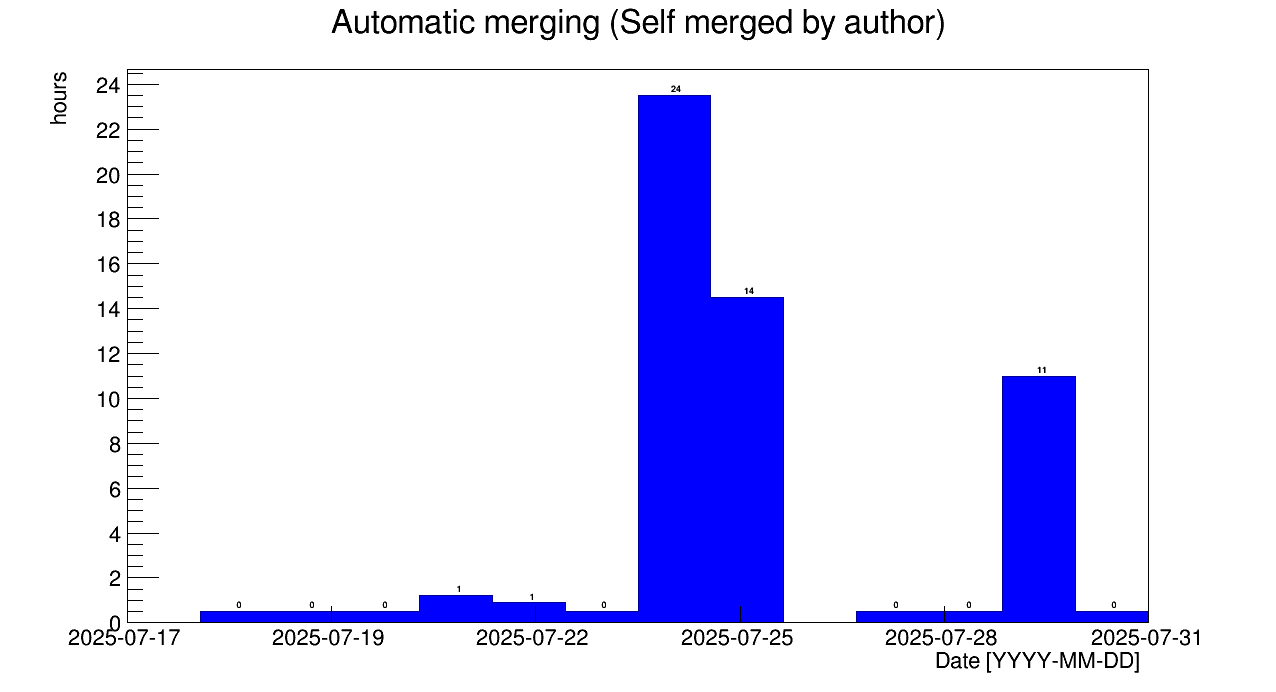 Automatic merging (Self merged by author)
hours
24
22
20
18
16
14
12
10
8
6
4
2
0
0 0 0 1 1 0 24 14 0 0 11 0
2025-07-17 2025-07-19 2025-07-22 2025-07-25 2025-07-28 2025-07-31
Date [YYYY-MM-DD]